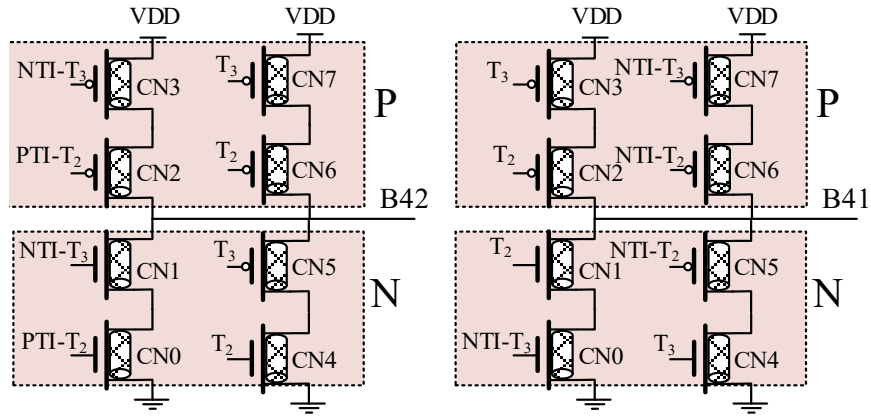 VDD VDD
NTI-T3 CN3 T3 CN7
P
PTI-T2 CN2 T2 CN6
B42
NTI-T3 CN1 T3 CN5
N
PTI-T2 CN0 T2 CN4
VDD VDD
T3 CN3 NTI-T3 CN7
P
T2 CN2 NTI-T2 CN6
B41
T2 CN1 NTI-T2 CN5
N
NTI-T3 CN0 T3 CN4